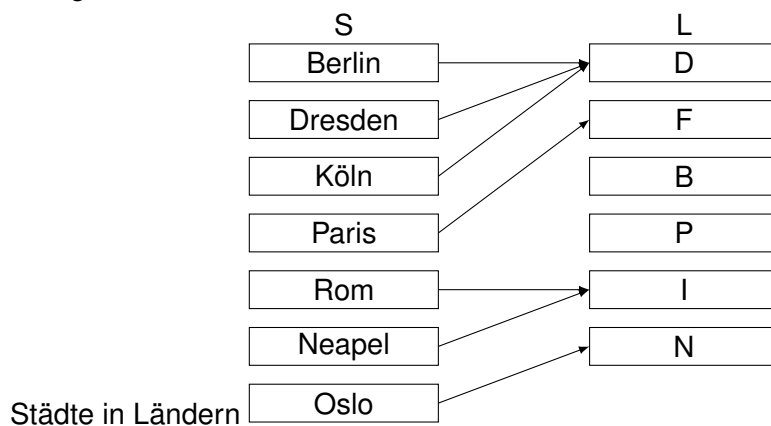 S L
Berlin D
Dresden F
Köln B
Paris P
Rom I
Neapel N
Städte in Ländern Oslo